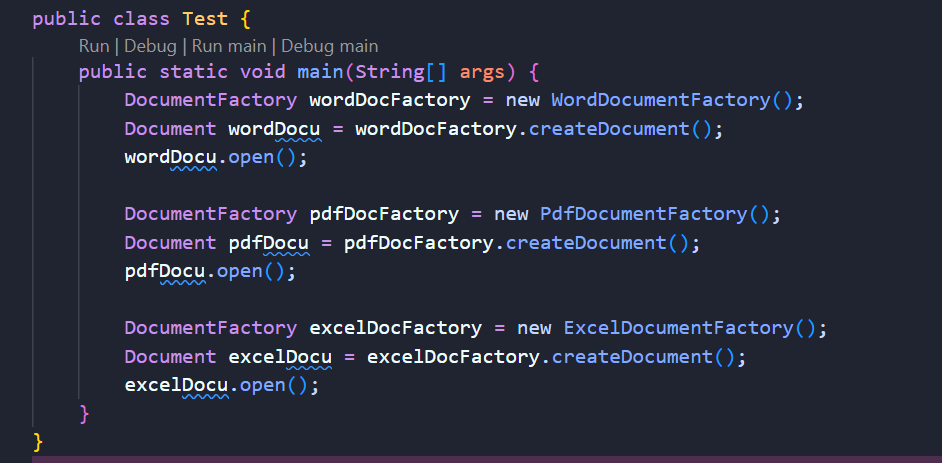 public class Test {
Run | Debug | Run main | Debug main
public static void main(String[] args) {
DocumentFactory wordDocFactory = new WordDocumentFactory();
Document wordDocu = wordDocFactory.createDocument();
wordDocu.open();
DocumentFactory pdfDocFactory = new PdfDocumentFactory();
Document pdfDocu = pdfDocFactory.createDocument();
pdfDocu.open();
DocumentFactory excelDocFactory = new ExcelDocumentFactory();
Document excelDocu = excelDocFactory.createDocument();
excelDocu.open();
}
}